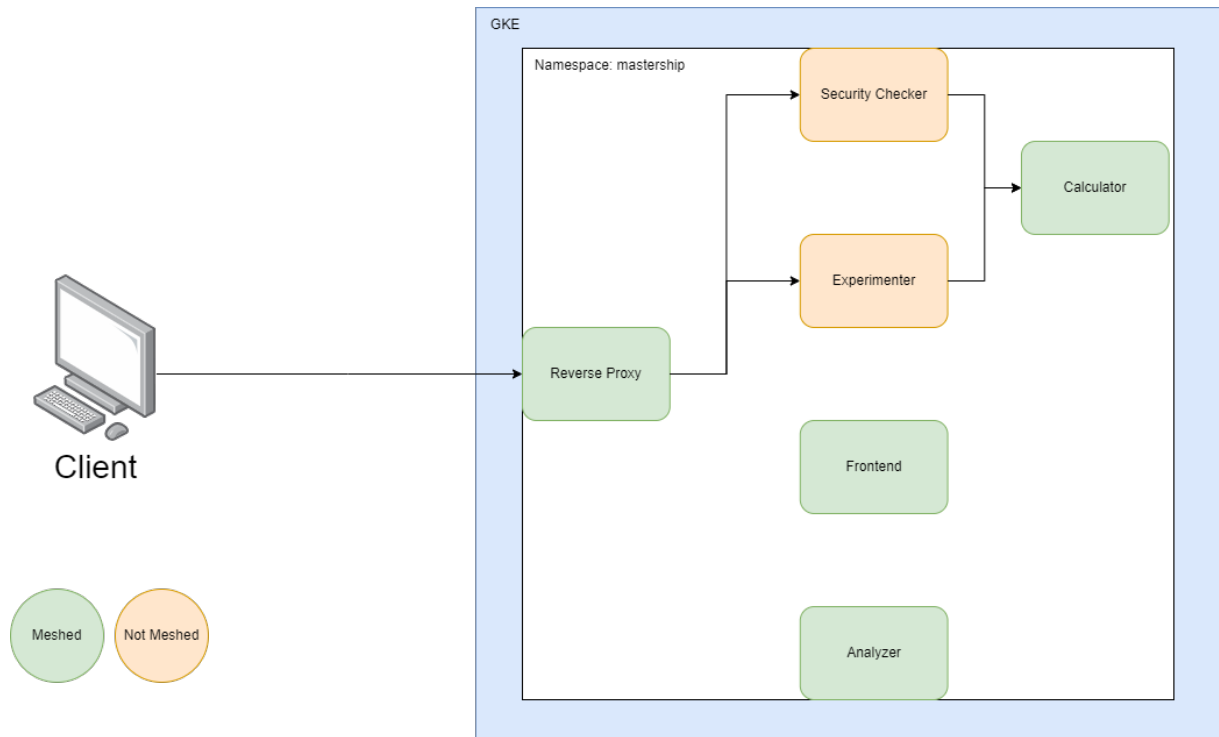 GKE
Namespace: mastership
Security Checker
Calculator
Experimenter
Reverse Proxy
Client
Frontend
Meshed
Not Meshed
Analyzer